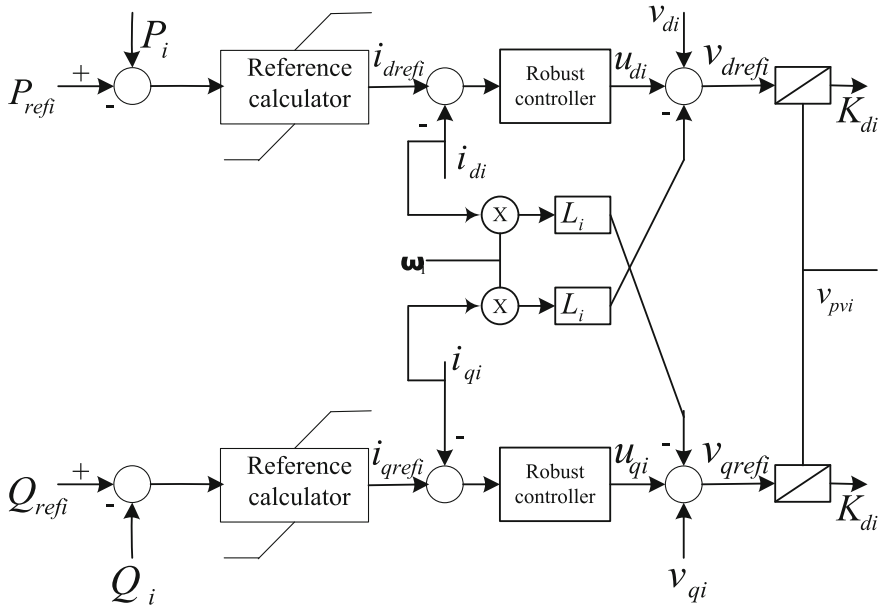 P_i
v_di
P_refi
+
-
Reference calculator
i_drefi
-
i_di
Robust controller
u_di
-
v_drefi
K_di
X
L_i
ω_i
X
L_i
v_pvi
i_qi
Q_refi
+
-
Reference calculator
i_qrefi
-
Robust controller
u_qi
-
v_qrefi
K_di
Q_i
v_qi